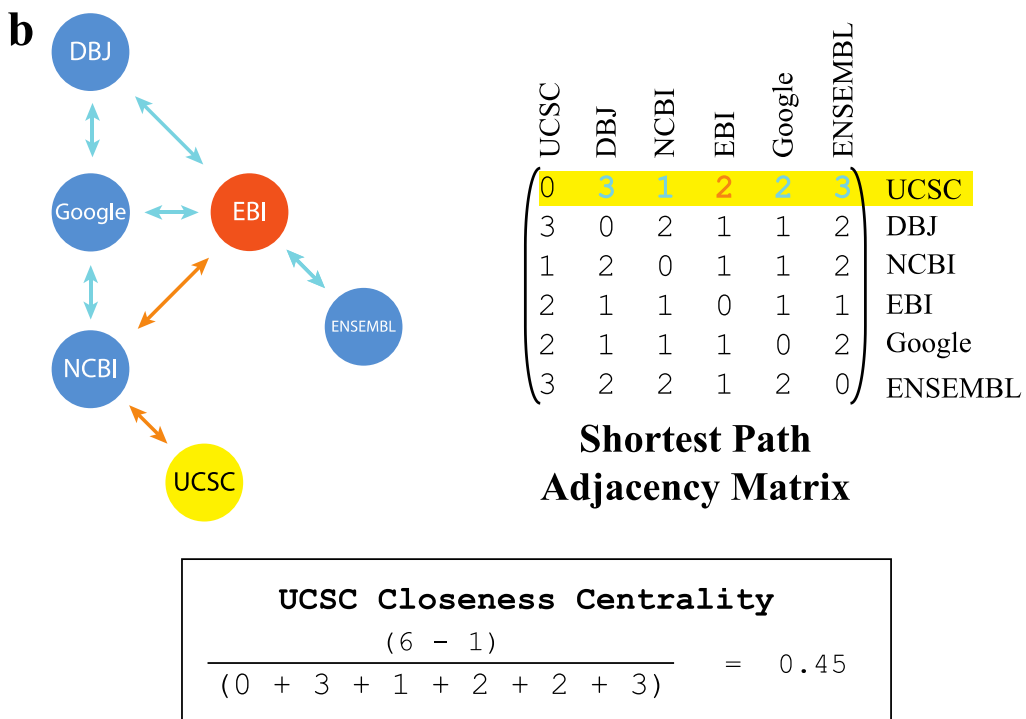 b
DBJ
Google
EBI
ENSEMBL
NCBI
UCSC
UCSC DBJ NCBI EBI Google ENSEMBL
0 3 1 2 2 3 UCSC
3 0 2 1 1 2 DBJ
1 2 0 1 1 2 NCBI
2 1 1 0 1 1 EBI
2 1 1 1 0 2 Google
3 2 2 1 2 0 ENSEMBL
Shortest Path
Adjacency Matrix
UCSC Closeness Centrality
(6 - 1)
(0 + 3 + 1 + 2 + 2 + 3) = 0.45